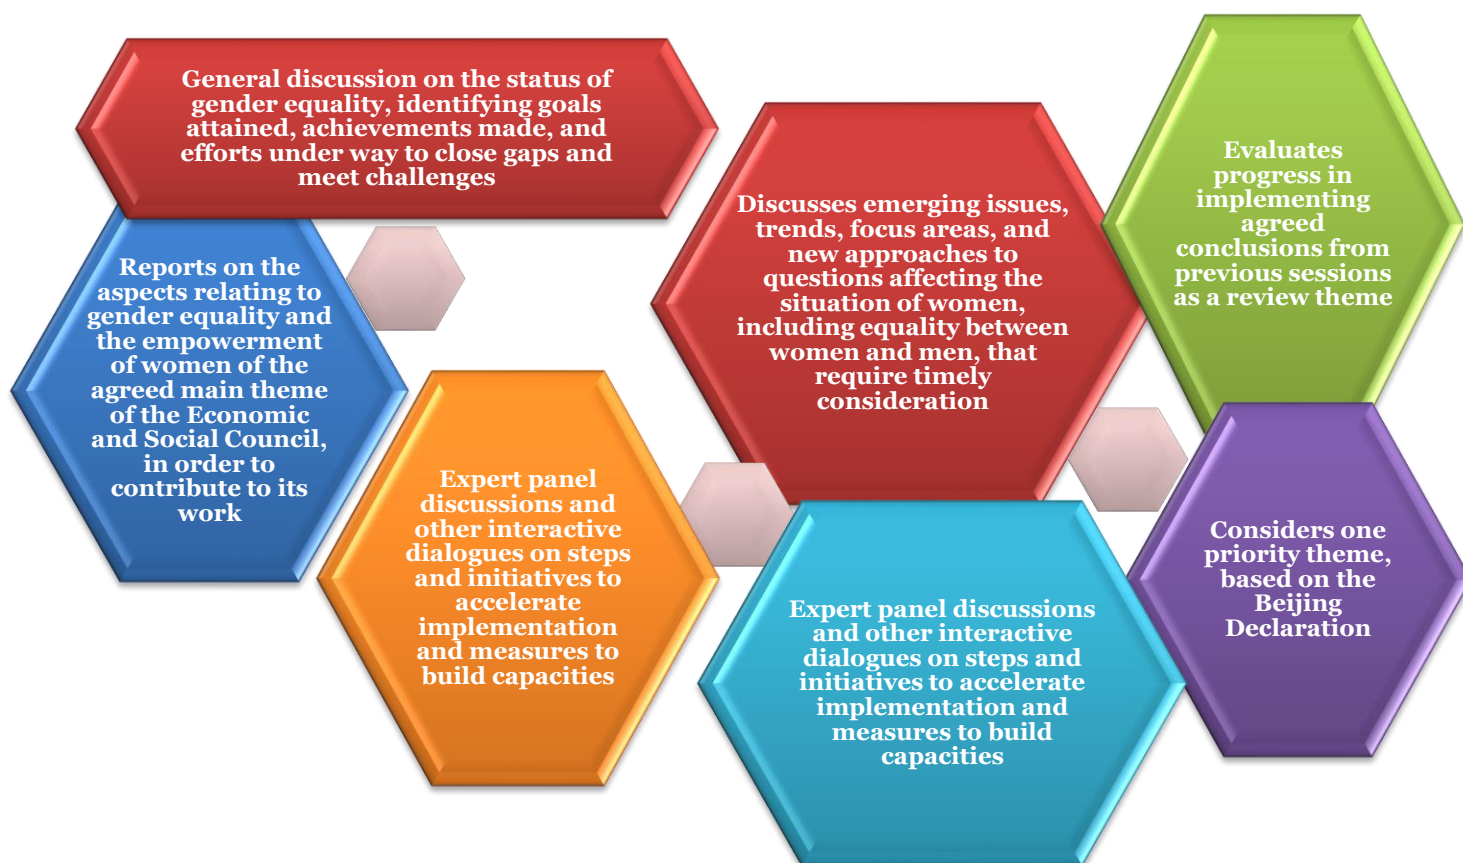 General discussion on the status of
gender equality, identifying goals
attained, achievements made, and
efforts under way to close gaps and
meet challenges
Reports on the
aspects relating to
gender equality and
the empowerment
of women of the
agreed main theme
of the Economic
and Social Council,
in order to
contribute to its
work
Expert panel
discussions and
other interactive
dialogues on steps
and initiatives to
accelerate
implementation
and measures to
build capacities
Discusses emerging issues,
trends, focus areas, and
new approaches to
questions affecting the
situation of women,
including equality between
women and men, that
require timely
consideration
Expert panel discussions
and other interactive
dialogues on steps and
initiatives to accelerate
implementation and
measures to build
capacities
Evaluates
progress in
implementing
agreed
conclusions from
previous sessions
as a review theme
Considers one
priority theme,
based on the
Beijing
Declaration